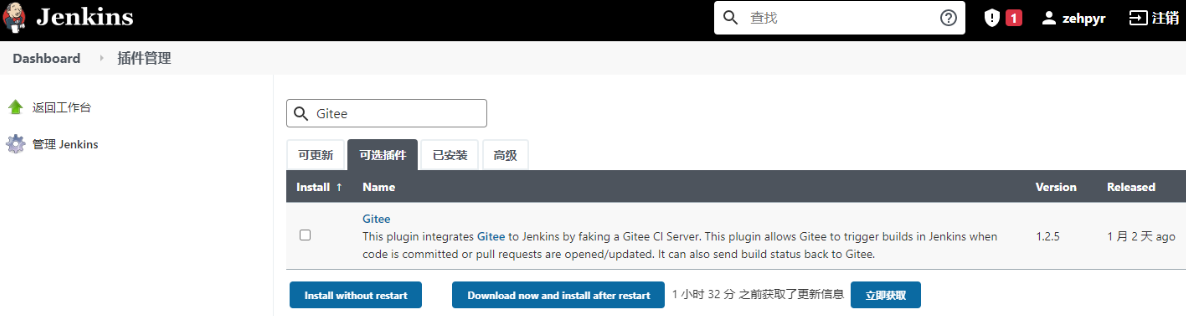 Jenkins
查找
1
zehpyr
注销
Dashboard
插件管理
返回工作台
管理 Jenkins
Gitee
可更新
可选插件
已安装
高级
Install ↑
Name
Version
Released
Gitee
This plugin integrates Gitee to Jenkins by faking a Gitee CI Server. This plugin allows Gitee to trigger builds in Jenkins when
code is committed or pull requests are opened/updated. It can also send build status back to Gitee.
1.2.5
1 月 2 天 ago
Install without restart
Download now and install after restart
1 小时 32 分 之前获取了更新信息
立即获取